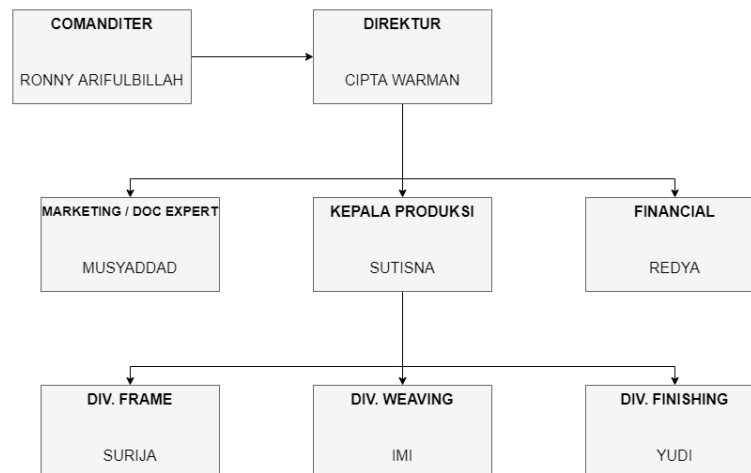 COMANDITER
RONNY ARIFULBILLAH
DIREKTUR
CIPTA WARMAN
MARKETING / DOC EXPERT
MUSYADDAD
KEPALA PRODUKSI
SUTISNA
FINANCIAL
REDYA
DIV. FRAME
SURIJA
DIV. WEAVING
IMI
DIV. FINISHING
YUDI